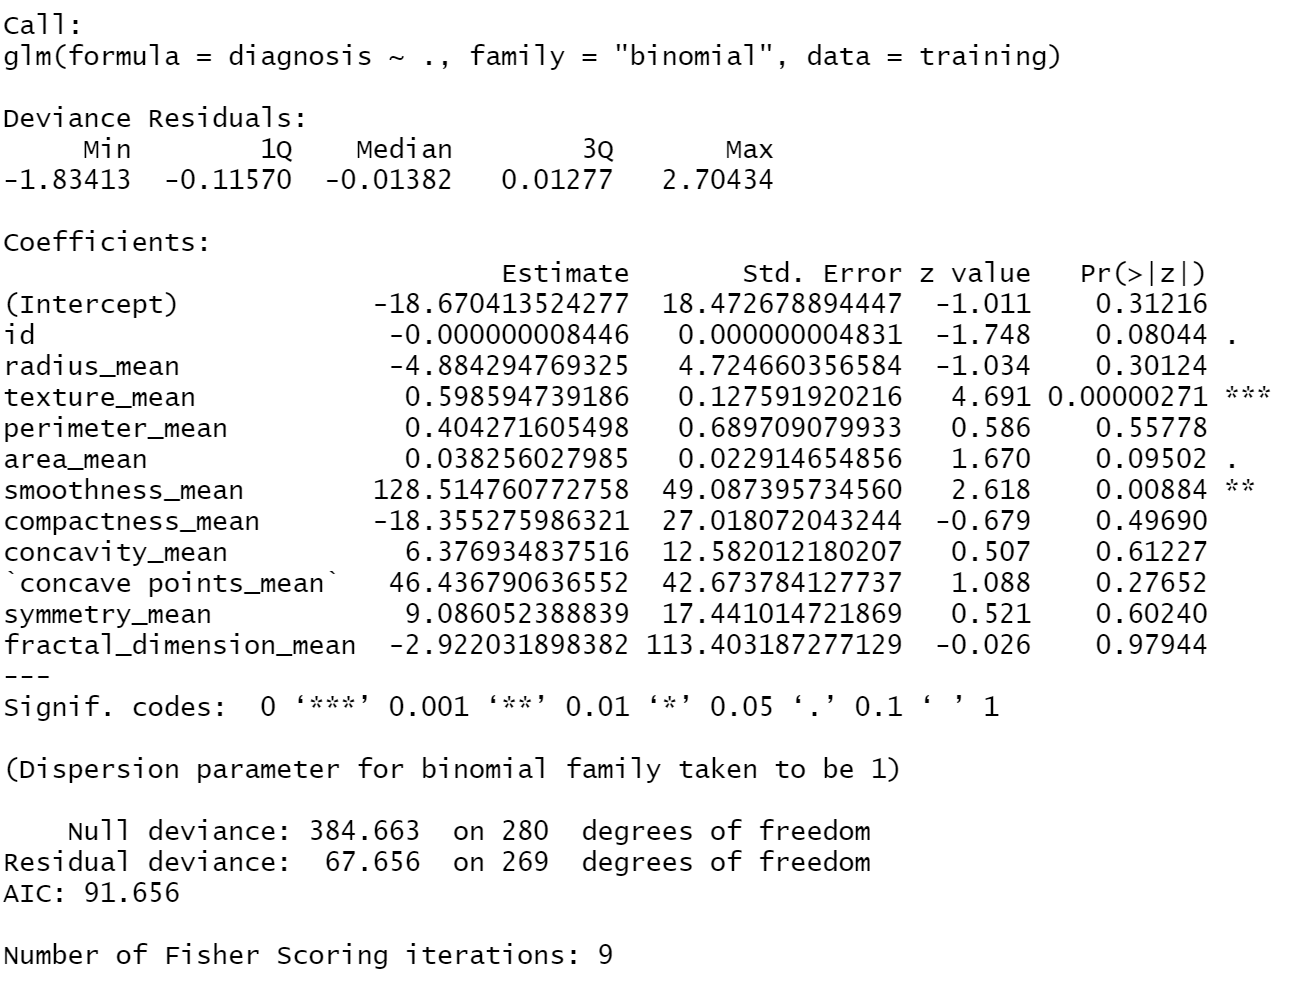 Call:
glm(formula = diagnosis ~ ., family = "binomial", data = training)
Deviance Residuals:
Min 1Q Median 3Q Max
-1.83413 -0.11570 -0.01382 0.01277 2.70434
Coefficients:
Estimate Std. Error z value Pr(>|z|)
(Intercept) -18.670413524277 18.472678894447 -1.011 0.31216
id -0.000000008446 0.000000004831 -1.748 0.08044 .
radius_mean -4.884294769325 4.724660356584 -1.034 0.30124
texture_mean 0.598594739186 0.127591920216 4.691 0.00000271 ***
perimeter_mean 0.404271605498 0.689709079933 0.586 0.55778
area_mean 0.038256027985 0.022914654856 1.670 0.09502 .
smoothness_mean 128.514760772758 49.087395734560 2.618 0.00884 **
compactness_mean -18.355275986321 27.018072043244 -0.679 0.49690
concavity_mean 6.376934837516 12.582012180207 0.507 0.61227
`concave points_mean` 46.436790636552 42.673784127737 1.088 0.27652
symmetry_mean 9.086052388839 17.441014721869 0.521 0.60240
fractal_dimension_mean -2.922031898382 113.403187277129 -0.026 0.97944
---
Signif. codes: 0 ‘***’ 0.001 ‘**’ 0.01 ‘*’ 0.05 ‘.’ 0.1 ‘ ’ 1
(Dispersion parameter for binomial family taken to be 1)
Null deviance: 384.663 on 280 degrees of freedom
Residual deviance: 67.656 on 269 degrees of freedom
AIC: 91.656
Number of Fisher Scoring iterations: 9